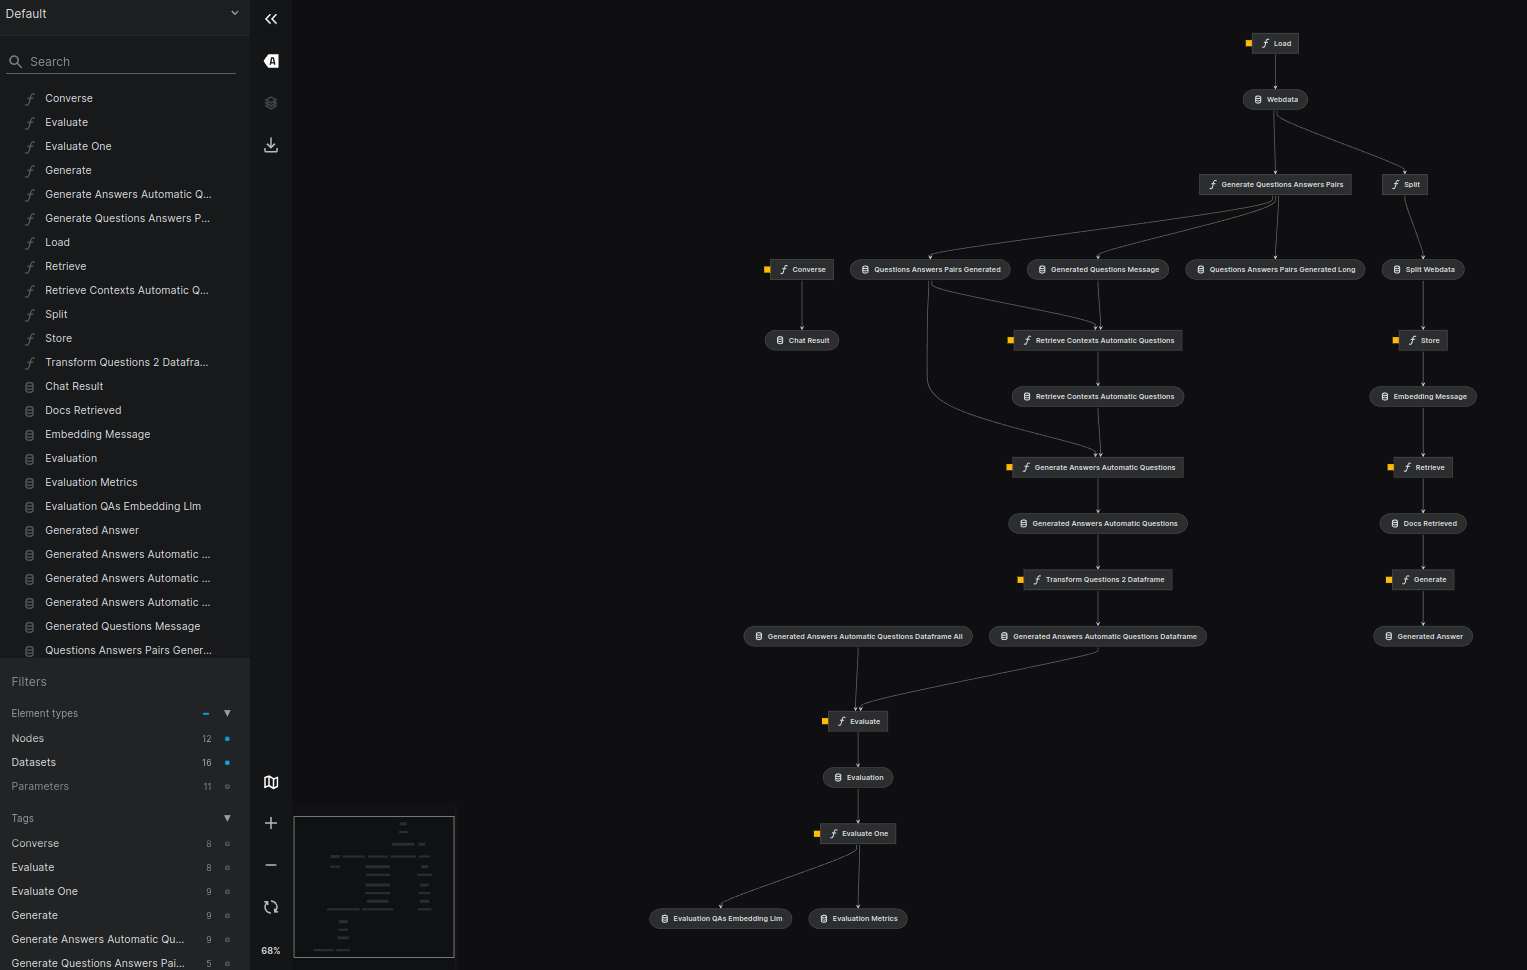 Default
Search
Converse
Evaluate
Evaluate One
Generate
Generate Answers Automatic Q...
Generate Questions Answers P...
Load
Retrieve
Retrieve Contexts Automatic Q...
Split
Store
Transform Questions 2 Datafra...
Chat Result
Docs Retrieved
Embedding Message
Evaluation
Evaluation Metrics
Evaluation QAs Embedding Llm
Generated Answer
Generated Answers Automatic ...
Generated Answers Automatic ...
Generated Answers Automatic ...
Generated Questions Message
Questions Answers Pairs Gener...
Filters
Element types
Nodes 12
Datasets 16
Parameters 11
Tags
Converse 8
Evaluate 8
Evaluate One 9
Generate 9
Generate Answers Automatic Qu... 9
Generate Questions Answers Pai... 5
68%
Load
Webdata
Generate Questions Answers Pairs
Split
Converse
Questions Answers Pairs Generated
Generated Questions Message
Questions Answers Pairs Generated Long
Split Webdata
Chat Result
Retrieve Contexts Automatic Questions
Store
Retrieve Contexts Automatic Questions
Embedding Message
Generate Answers Automatic Questions
Retrieve
Generated Answers Automatic Questions
Docs Retrieved
Transform Questions 2 Dataframe
Generate
Generated Answers Automatic Questions Dataframe All
Generated Answers Automatic Questions Dataframe
Generated Answer
Evaluate
Evaluation
Evaluate One
Evaluation QAs Embedding Llm
Evaluation Metrics